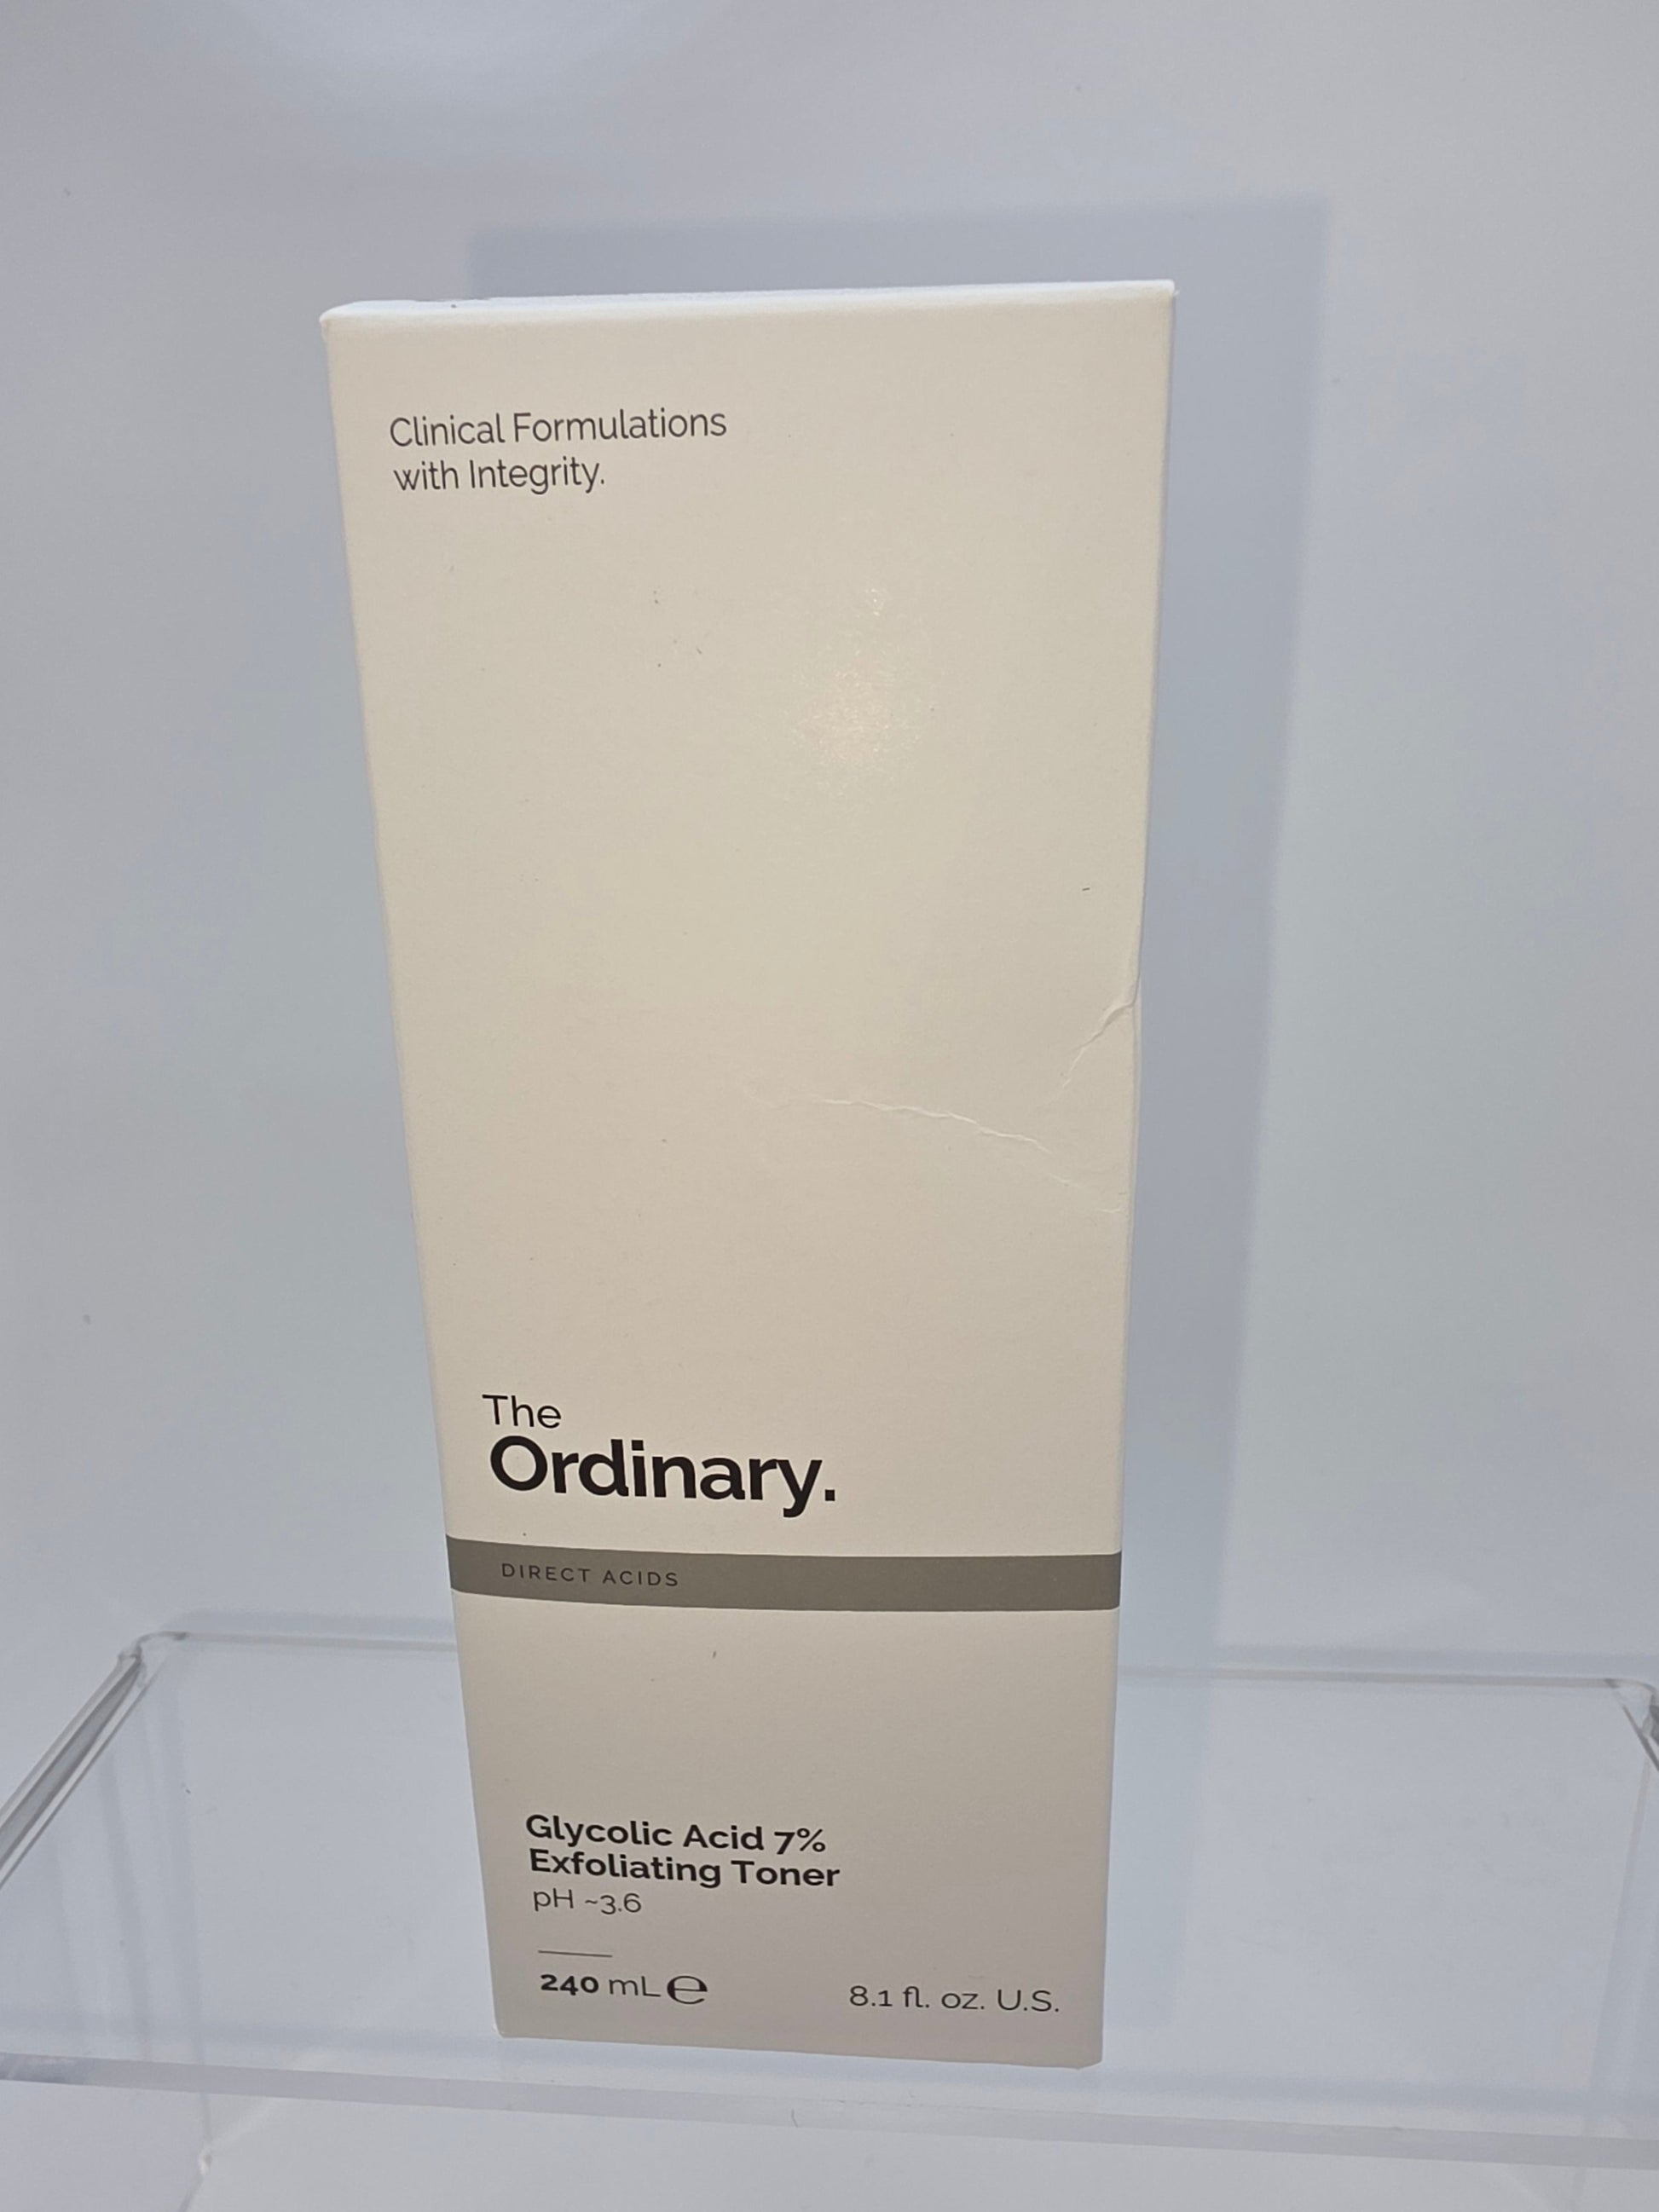 Clinical Formulations
with Integrity.
The
Ordinary.
DIRECT ACIDS
Glycolic Acid 7%
Exfoliating Toner
pH ~3.6
240 mL ℮
8.1 fl. oz. U.S.